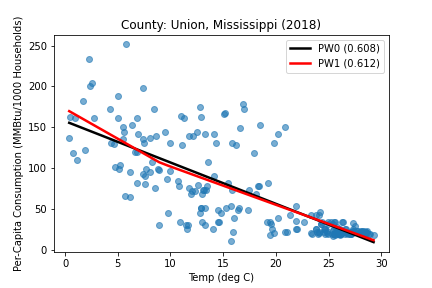 County: Union, Mississippi (2018)
Per-Capita Consumption (MMBtu/1000 Households)
250
200
150
100
50
0
PW0 (0.608)
PW1 (0.612)
0 5 10 15 20 25 30
Temp (deg C)